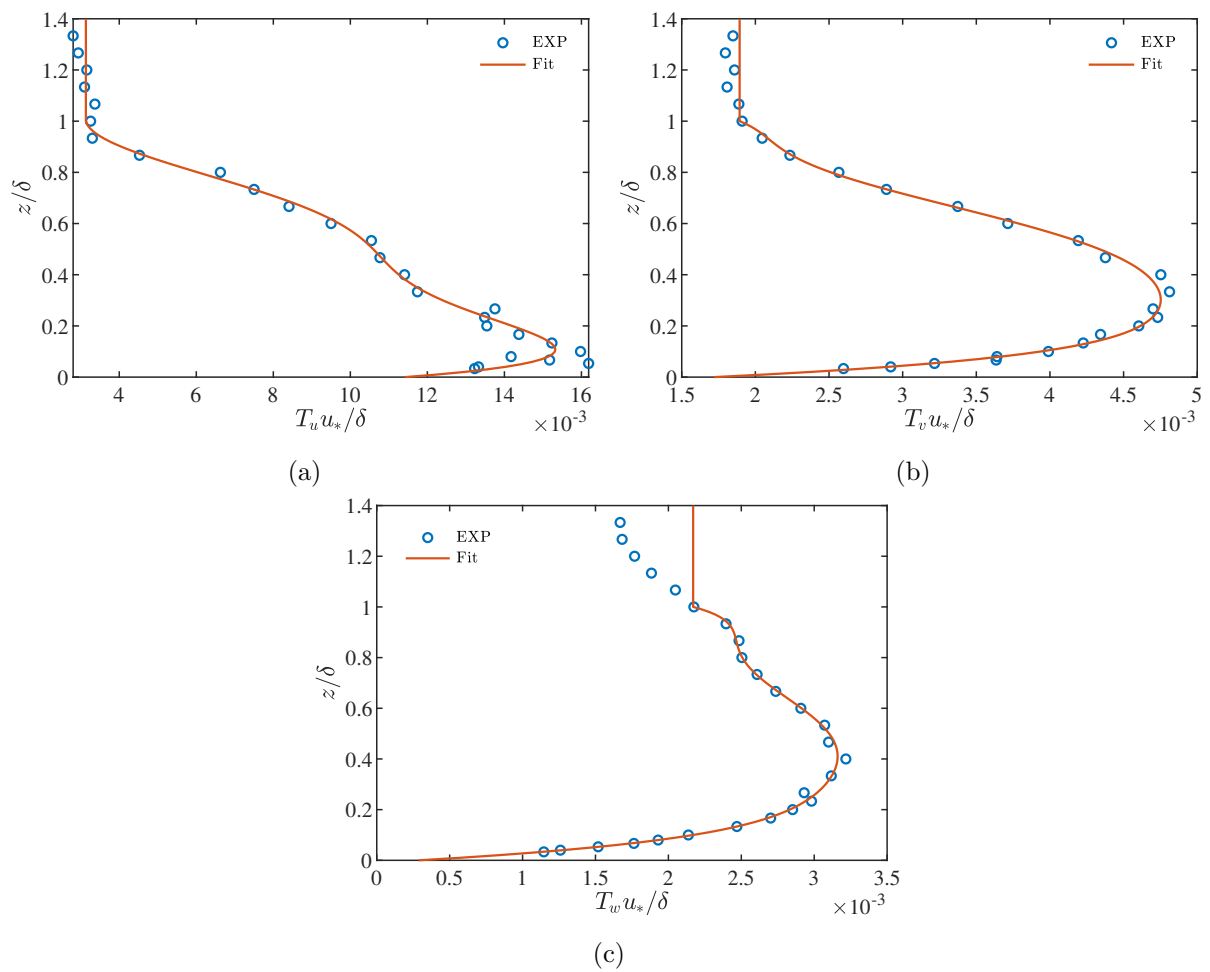 1.4
1.2
1
0.8
0.6
0.4
0.2
0
z/δ
EXP
Fit
4 6 8 10 12 14 16
T_u u_*/δ
×10^-3
(a)
1.4
1.2
1
0.8
0.6
0.4
0.2
0
z/δ
EXP
Fit
1.5 2 2.5 3 3.5 4 4.5 5
T_v u_*/δ
×10^-3
(b)
1.4
1.2
1
0.8
0.6
0.4
0.2
0
z/δ
EXP
Fit
0 0.5 1 1.5 2 2.5 3 3.5
T_w u_*/δ
×10^-3
(c)